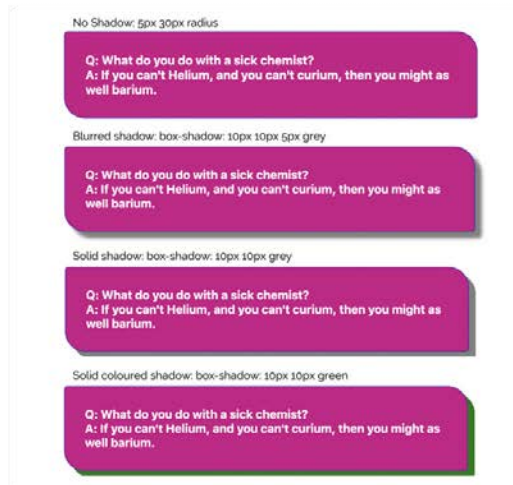 No Shadow: 5px 30px radius
Q: What do you do with a sick chemist?
A: If you can't Helium, and you can't curium, then you might as
well barium.
Blurred shadow: box-shadow: 10px 10px 5px grey
Q: What do you do with a sick chemist?
A: If you can't Helium, and you can't curium, then you might as
well barium.
Solid shadow: box-shadow: 10px 10px grey
Q: What do you do with a sick chemist?
A: If you can't Helium, and you can't curium, then you might as
well barium.
Solid coloured shadow: box-shadow: 10px 10px green
Q: What do you do with a sick chemist?
A: If you can't Helium, and you can't curium, then you might as
well barium.